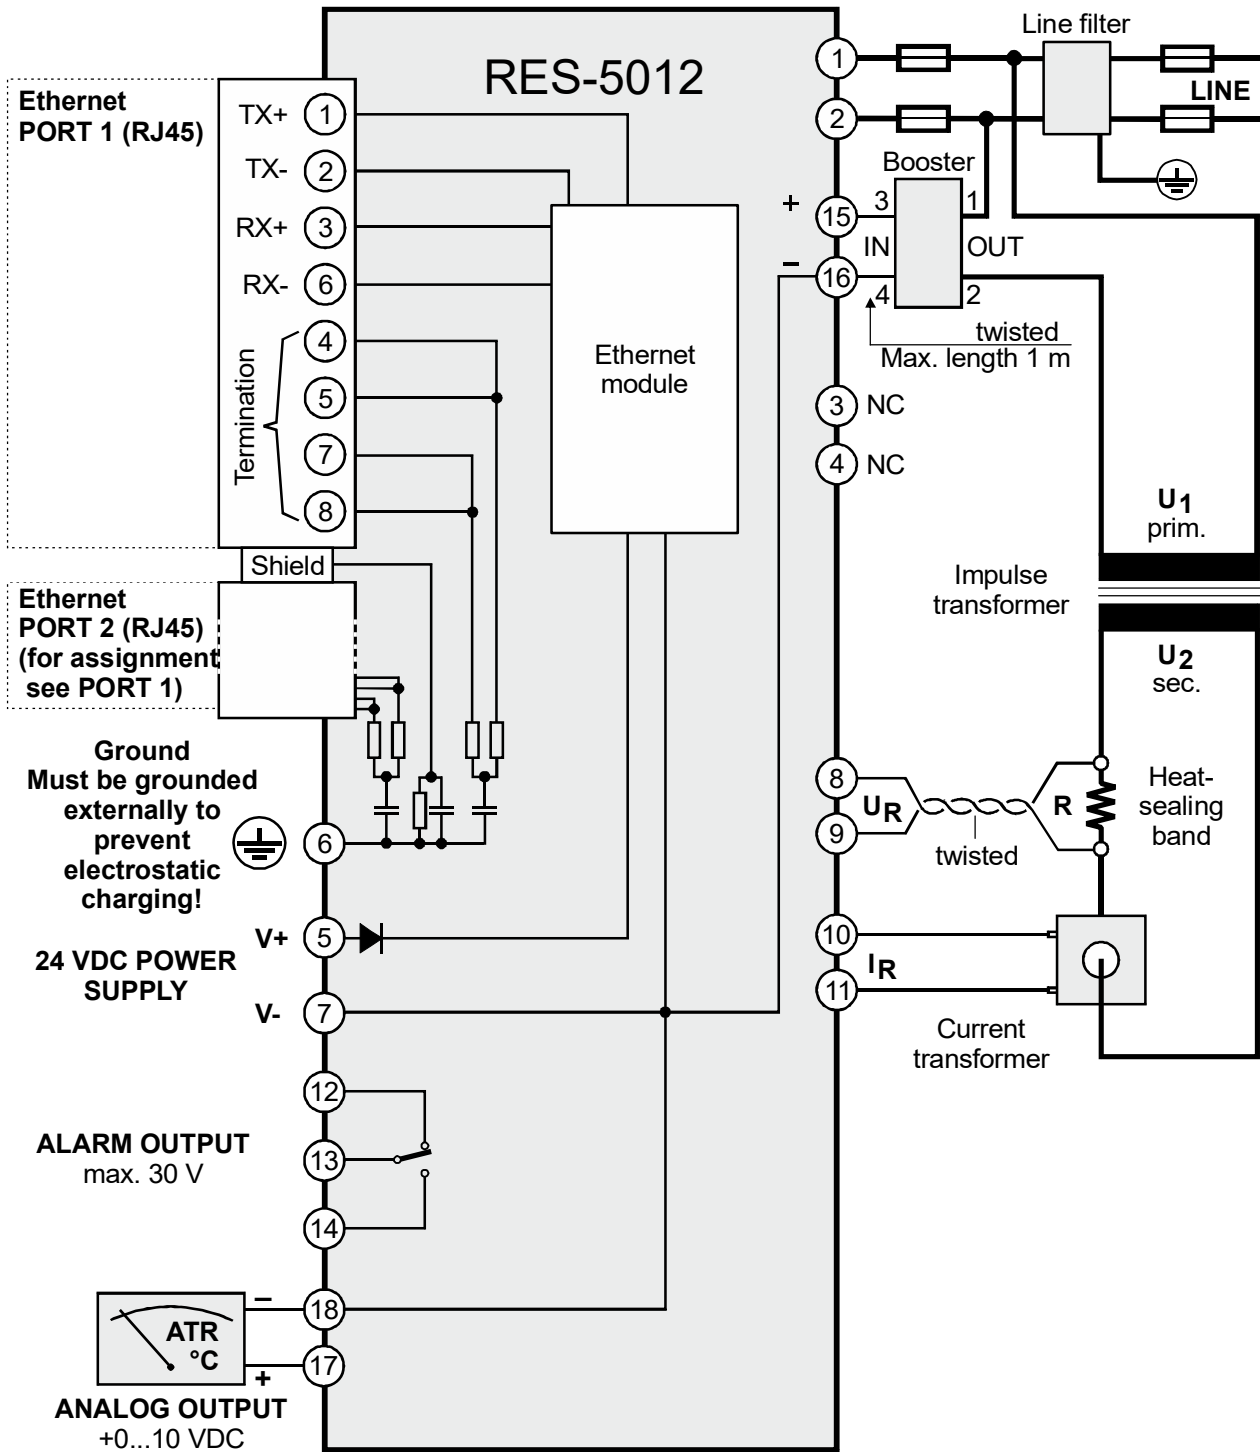 RES-5012
Ethernet
PORT 1 (RJ45)
TX+ 1
TX- 2
RX+ 3
RX- 6
Termination
4
5
7
8
Shield
Ethernet
PORT 2 (RJ45)
(for assignment
see PORT 1)
Ethernet
module
Ground
Must be grounded
externally to
prevent
electrostatic
charging!
6
24 VDC POWER
SUPPLY
V+ 5
V- 7
12
ALARM OUTPUT
max. 30 V
13
14
18
17
–
ATR
°C
+
ANALOG OUTPUT
+0...10 VDC
1
2
Line filter
LINE
Booster
+ 15 3 1
IN OUT
– 16 4 2
twisted
Max. length 1 m
3 NC
4 NC
U1
prim.
Impulse
transformer
U2
sec.
8
9
UR
twisted
R
Heat-
sealing
band
10
11
IR
Current
transformer